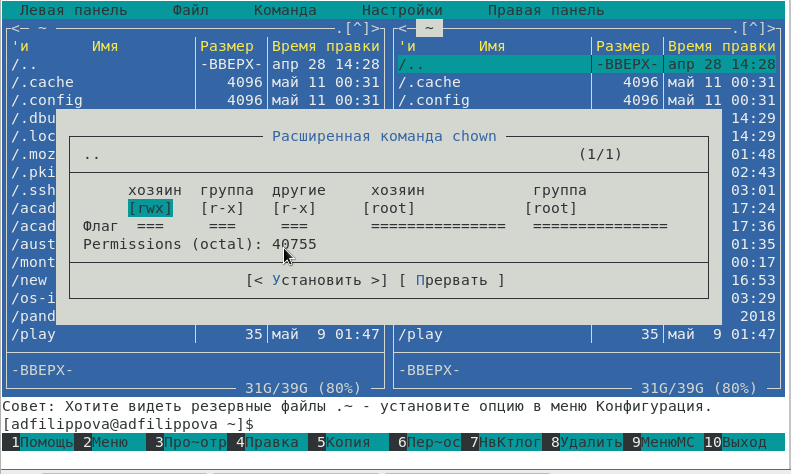 Левая панель Файл Команда Настройки Правая панель
<─ ~ .[^]> <─ ~ .[^]>
'и Имя Размер Время правки 'и Имя Размер Время правки
/.. -ВВЕРХ- апр 28 14:28 /.. -ВВЕРХ- апр 28 14:28
/.cache 4096 май 11 00:31 /.cache 4096 май 11 00:31
/.config 4096 май 11 00:31 /.config 4096 май 11 00:31
/.dbu 14:29
/.loc Расширенная команда chown 14:29
/.moz .. (1/1) 01:48
/.pki 02:43
/.ssh хозяин группа другие хозяин группа 03:01
/acad [rwx] [r-x] [r-x] [root] [root] 17:24
/acad Флаг === === === =============== =============== 17:36
/aust Permissions (octal): 40755 01:35
/mont 00:17
/new [< Установить >] [ Прервать ] 16:53
/os-i 03:29
/pand 2018
/play 35 май 9 01:47 /play 35 май 9 01:47
-ВВЕРХ- -ВВЕРХ-
31G/39G (80%) 31G/39G (80%)
Совет: Хотите видеть резервные файлы .~ - установите опцию в меню Конфигурация.
[adfilippova@adfilippova ~]$
1Помощь 2Меню 3Про~отр 4Правка 5Копия 6Пер~ос 7НвКтлог 8Удалить 9МенюМС 10Выход